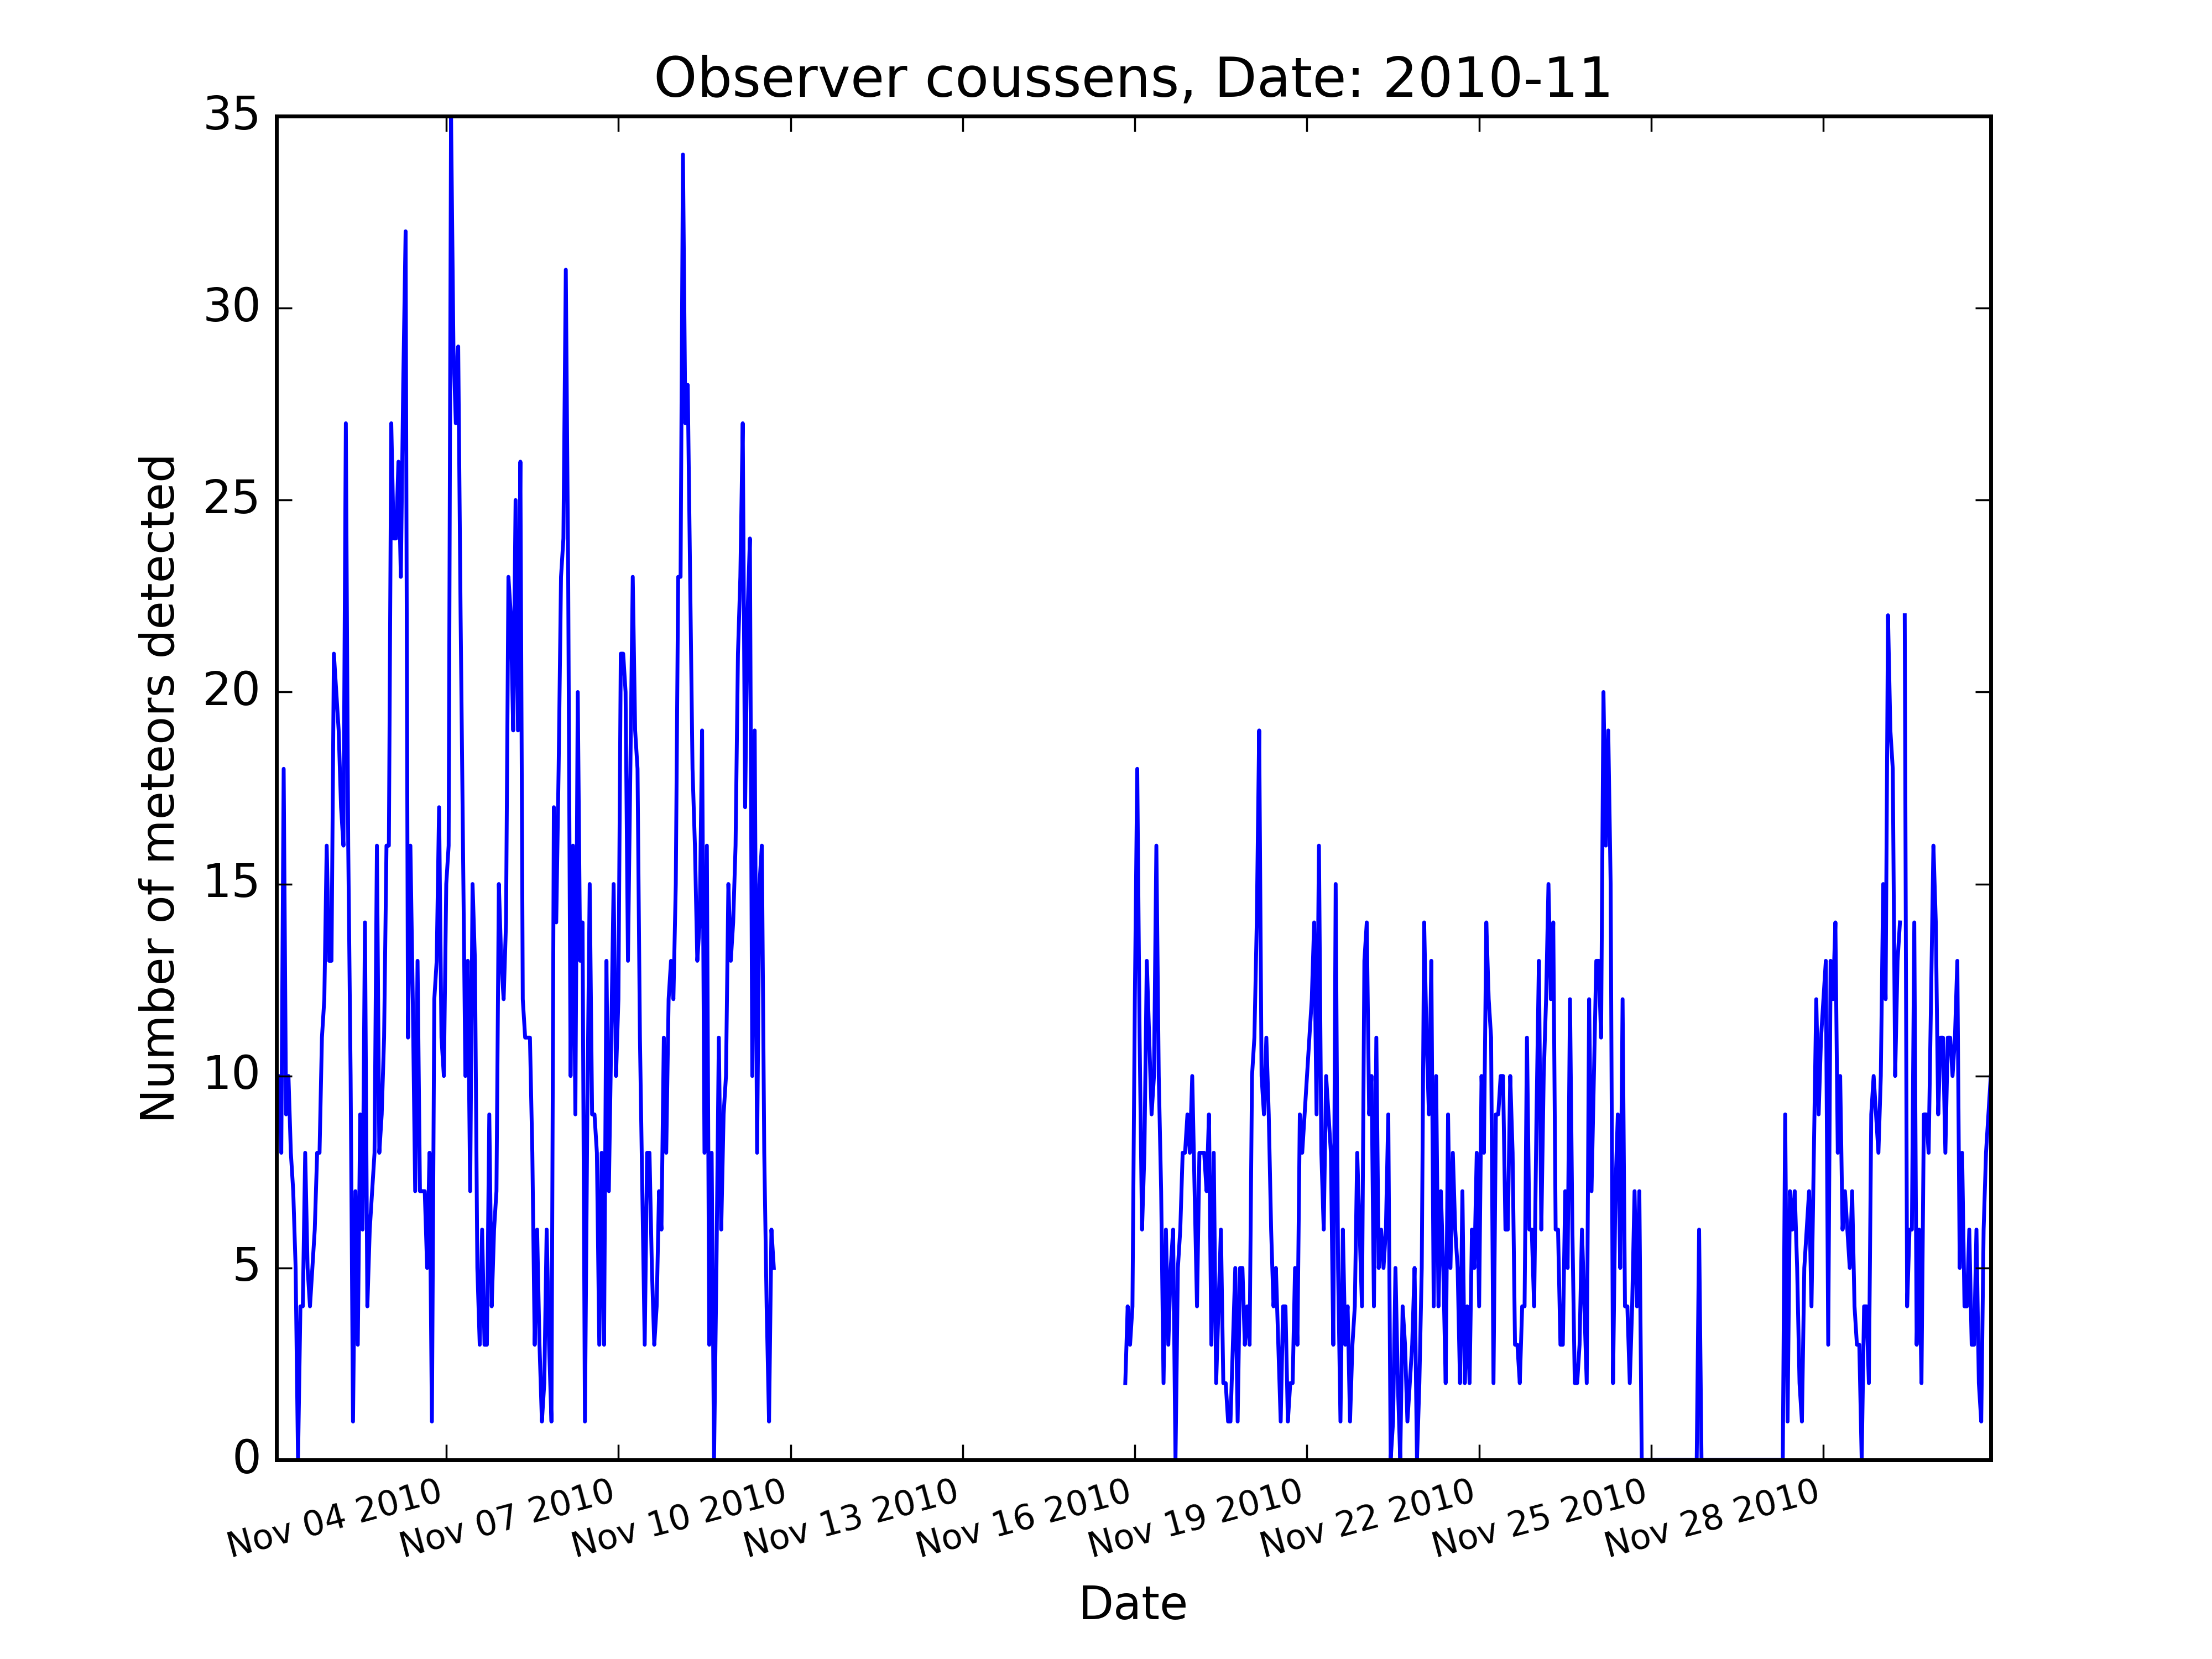 Observer coussens, Date: 2010-11
35
30
25
20
15
10
5
0
Number of meteors detected
Nov 04 2010
Nov 07 2010
Nov 10 2010
Nov 13 2010
Nov 16 2010
Nov 19 2010
Nov 22 2010
Nov 25 2010
Nov 28 2010
Date